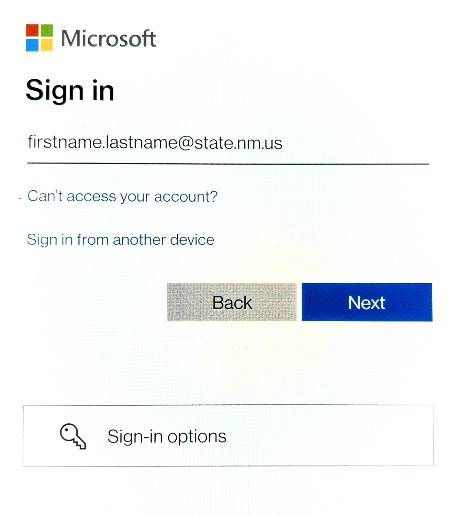 Microsoft
Sign in
firstname.lastname@state.nm.us
Can't access your account?
Sign in from another device
Back Next
Sign-in options